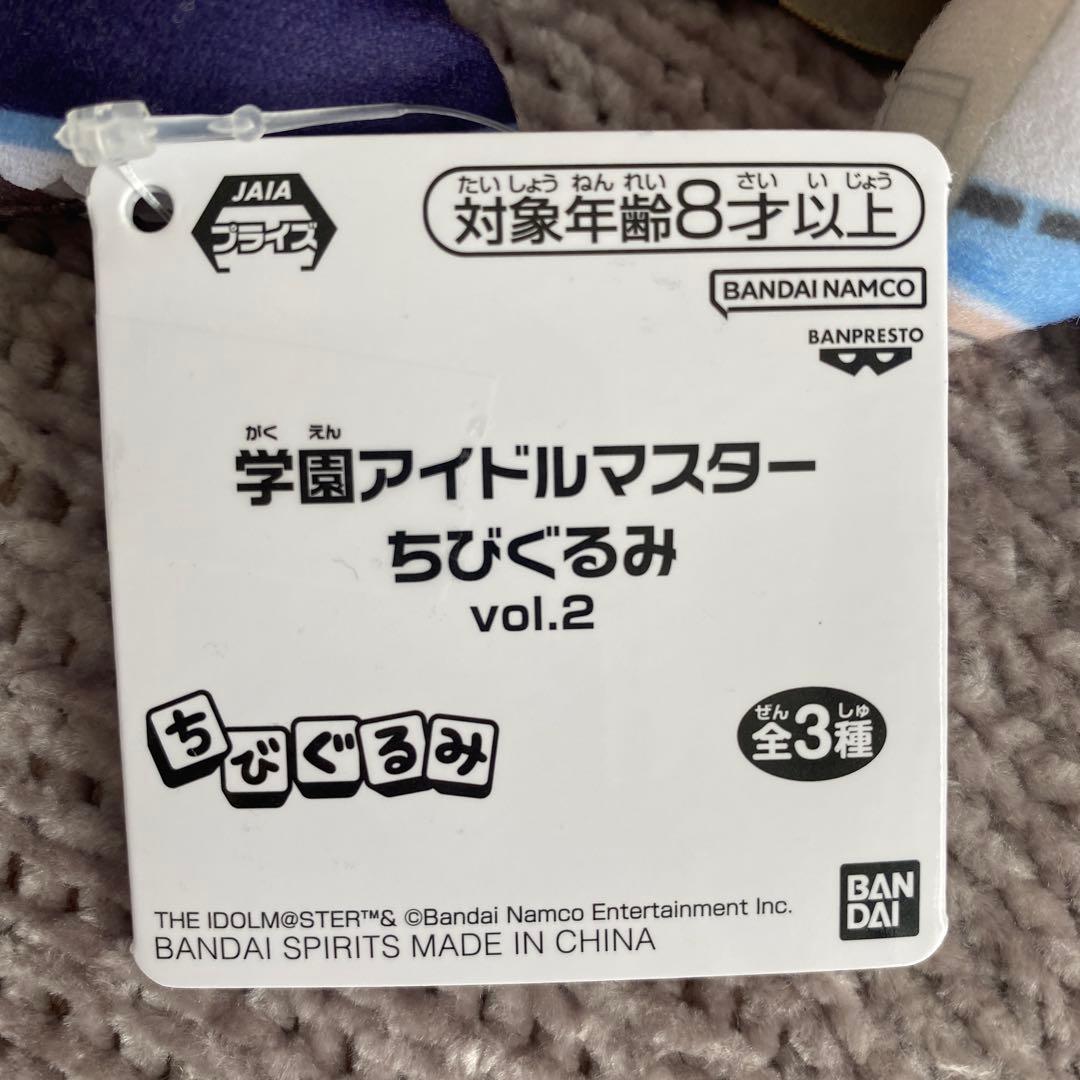 JAIA
プライズ
たいしょう ねん れい さい い じょう
対象年齢8才以上
BANDAI NAMCO
BANPRESTO
がく えん
学園アイドルマスター
ちびぐるみ
vol.2
ちびぐるみ
ぜん しゅ
全3種
BAN
DAI
THE IDOLM@STER™& ©Bandai Namco Entertainment Inc.
BANDAI SPIRITS MADE IN CHINA